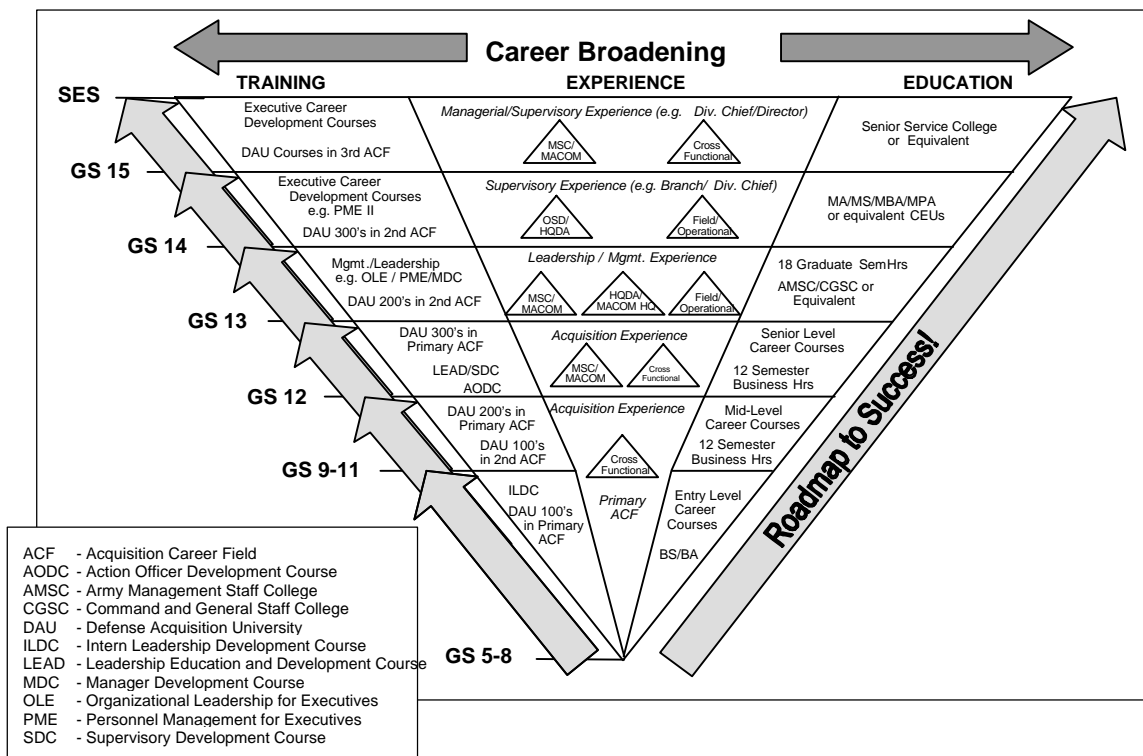 Career Broadening
TRAINING
EXPERIENCE
EDUCATION
SES
Executive Career
Development Courses
DAU Courses in 3rd ACF
Managerial/Supervisory Experience (e.g. Div. Chief/Director)
MSC/
MACOM
Cross
Functional
Senior Service College
or Equivalent
GS 15
Executive Career
Development Courses
e.g. PME II
DAU 300's in 2nd ACF
Supervisory Experience (e.g. Branch/ Div. Chief)
OSD/
HQDA
Field/
Operational
MA/MS/MBA/MPA
or equivalent CEUs
GS 14
Mgmt./Leadership
e.g. OLE / PME/MDC
DAU 200's in 2nd ACF
Leadership / Mgmt. Experience
MSC/
MACOM
HQDA/
MACOM HQ
Field/
Operational
18 Graduate SemHrs
AMSC/CGSC or
Equivalent
GS 13
DAU 300's in
Primary ACF
LEAD/SDC
AODC
Acquisition Experience
MSC/
MACOM
Cross
Functional
Senior Level
Career Courses
12 Semester
Business Hrs
GS 12
DAU 200's in
Primary ACF
DAU 100's
in 2nd ACF
Acquisition Experience
Cross
Functional
Mid-Level
Career Courses
12 Semester
Business Hrs
GS 9-11
ILDC
DAU 100's
in Primary
ACF
Primary
ACF
Entry Level
Career
Courses
BS/BA
GS 5-8
Roadmap to Success!
ACF - Acquisition Career Field
AODC - Action Officer Development Course
AMSC - Army Management Staff College
CGSC - Command and General Staff College
DAU - Defense Acquisition University
ILDC - Intern Leadership Development Course
LEAD - Leadership Education and Development Course
MDC - Manager Development Course
OLE - Organizational Leadership for Executives
PME - Personnel Management for Executives
SDC - Supervisory Development Course